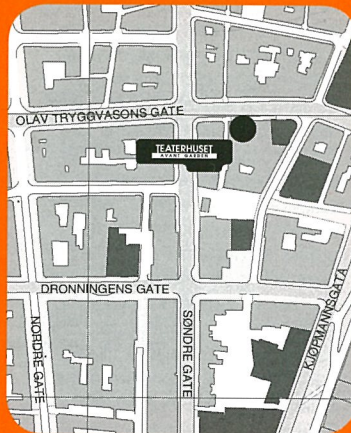 OLAV TRYGGVASONS GATE
TEATERHUSET
AVANT GARDEN
DRONNINGENS GATE
NORDRE GATE
SØNDRE GATE
KJØPMANNSGATA